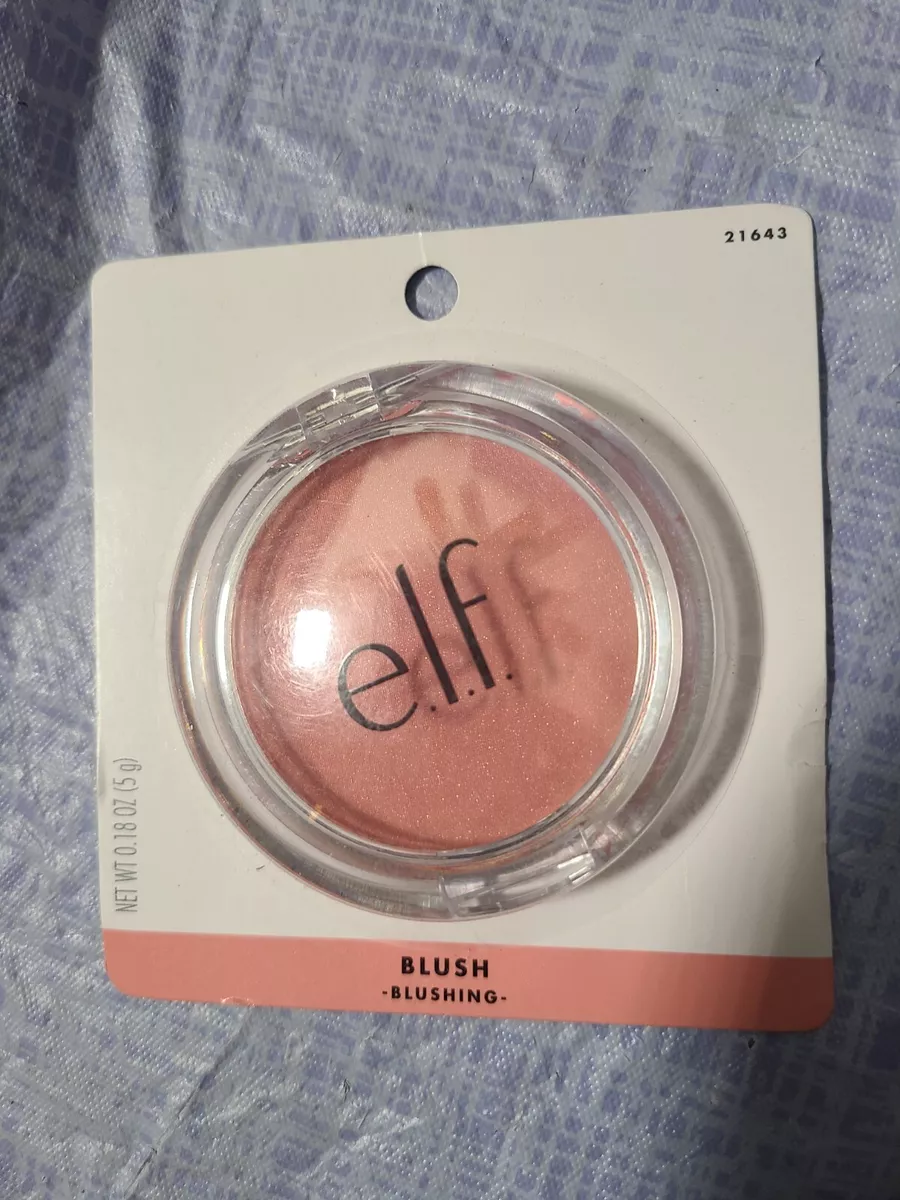 21643
e.l.f.
NET WT 0.18 OZ (5 g)
BLUSH
-BLUSHING-